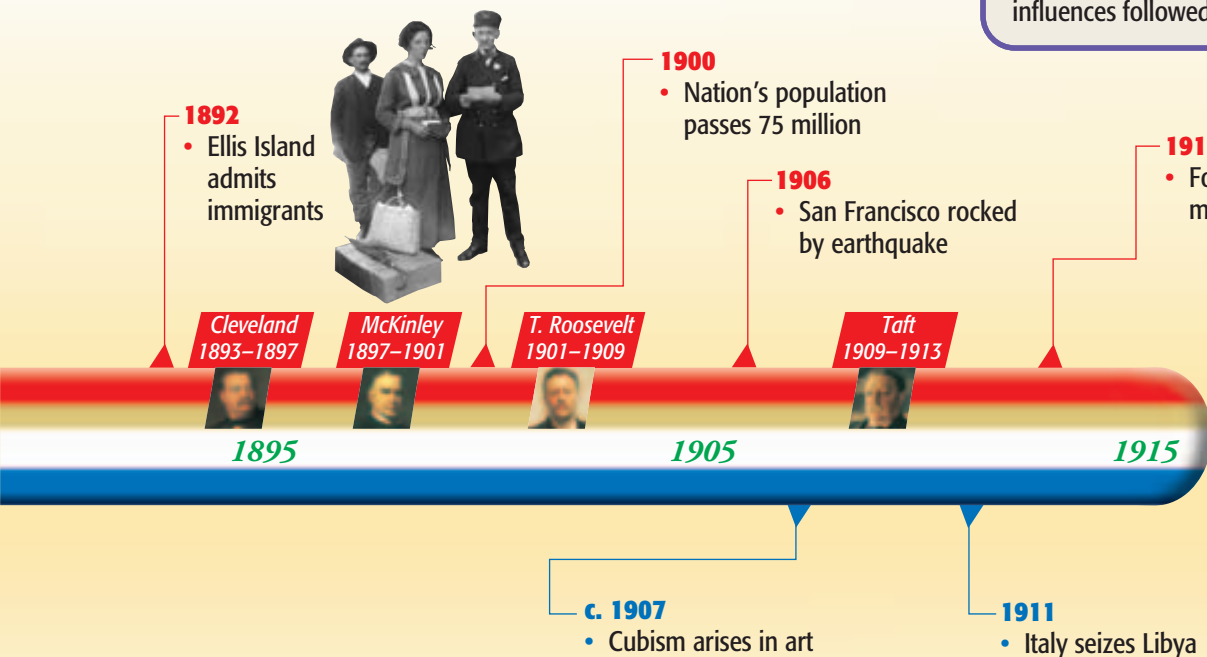 influences followed
1892
• Ellis Island
admits
immigrants
1900
• Nation's population
passes 75 million
1906
• San Francisco rocked
by earthquake
Cleveland
1893–1897
McKinley
1897–1901
T. Roosevelt
1901–1909
Taft
1909–1913
1895
1905
1915
c. 1907
• Cubism arises in art
1911
• Italy seizes Libya